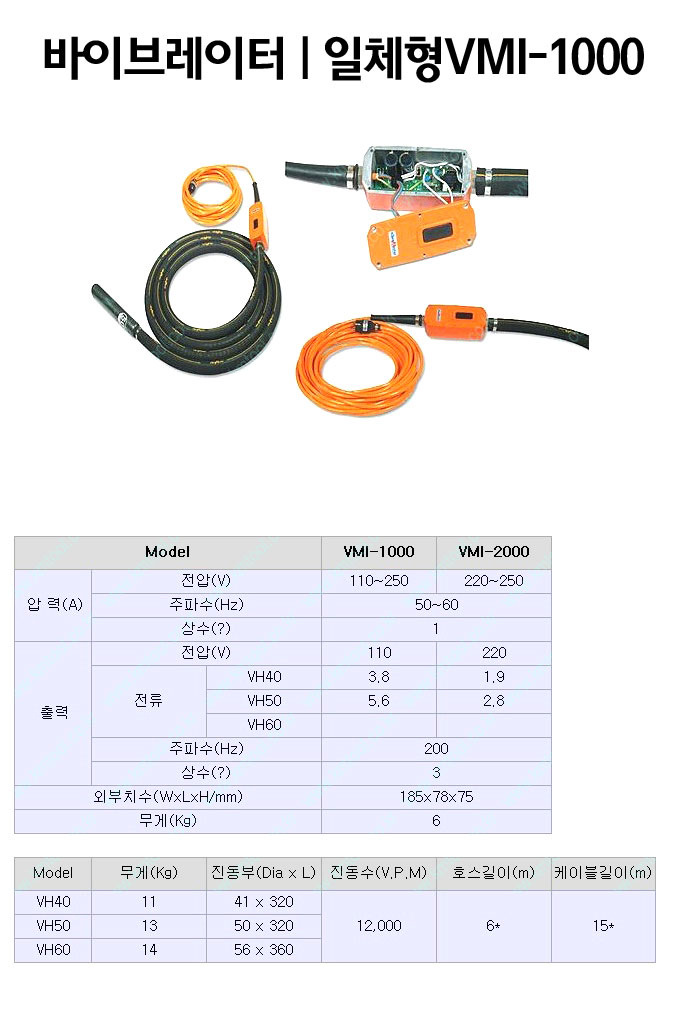 바이브레이터 | 일체형VMI-1000
Model VMI-1000 VMI-2000
압 력(A) 전압(V) 110~250 220~250
주파수(Hz) 50~60
상수(?) 1
출력 전압(V) 110 220
전류 VH40 3.8 1.9
VH50 5.6 2.8
VH60
주파수(Hz) 200
상수(?) 3
외부치수(WxLxH/mm) 185x78x75
무게(Kg) 6
Model 무게(Kg) 진동부(Dia x L) 진동수(V.P.M) 호스길이(m) 케이블길이(m)
VH40 11 41 x 320
VH50 13 50 x 320 12,000 6* 15*
VH60 14 56 x 360